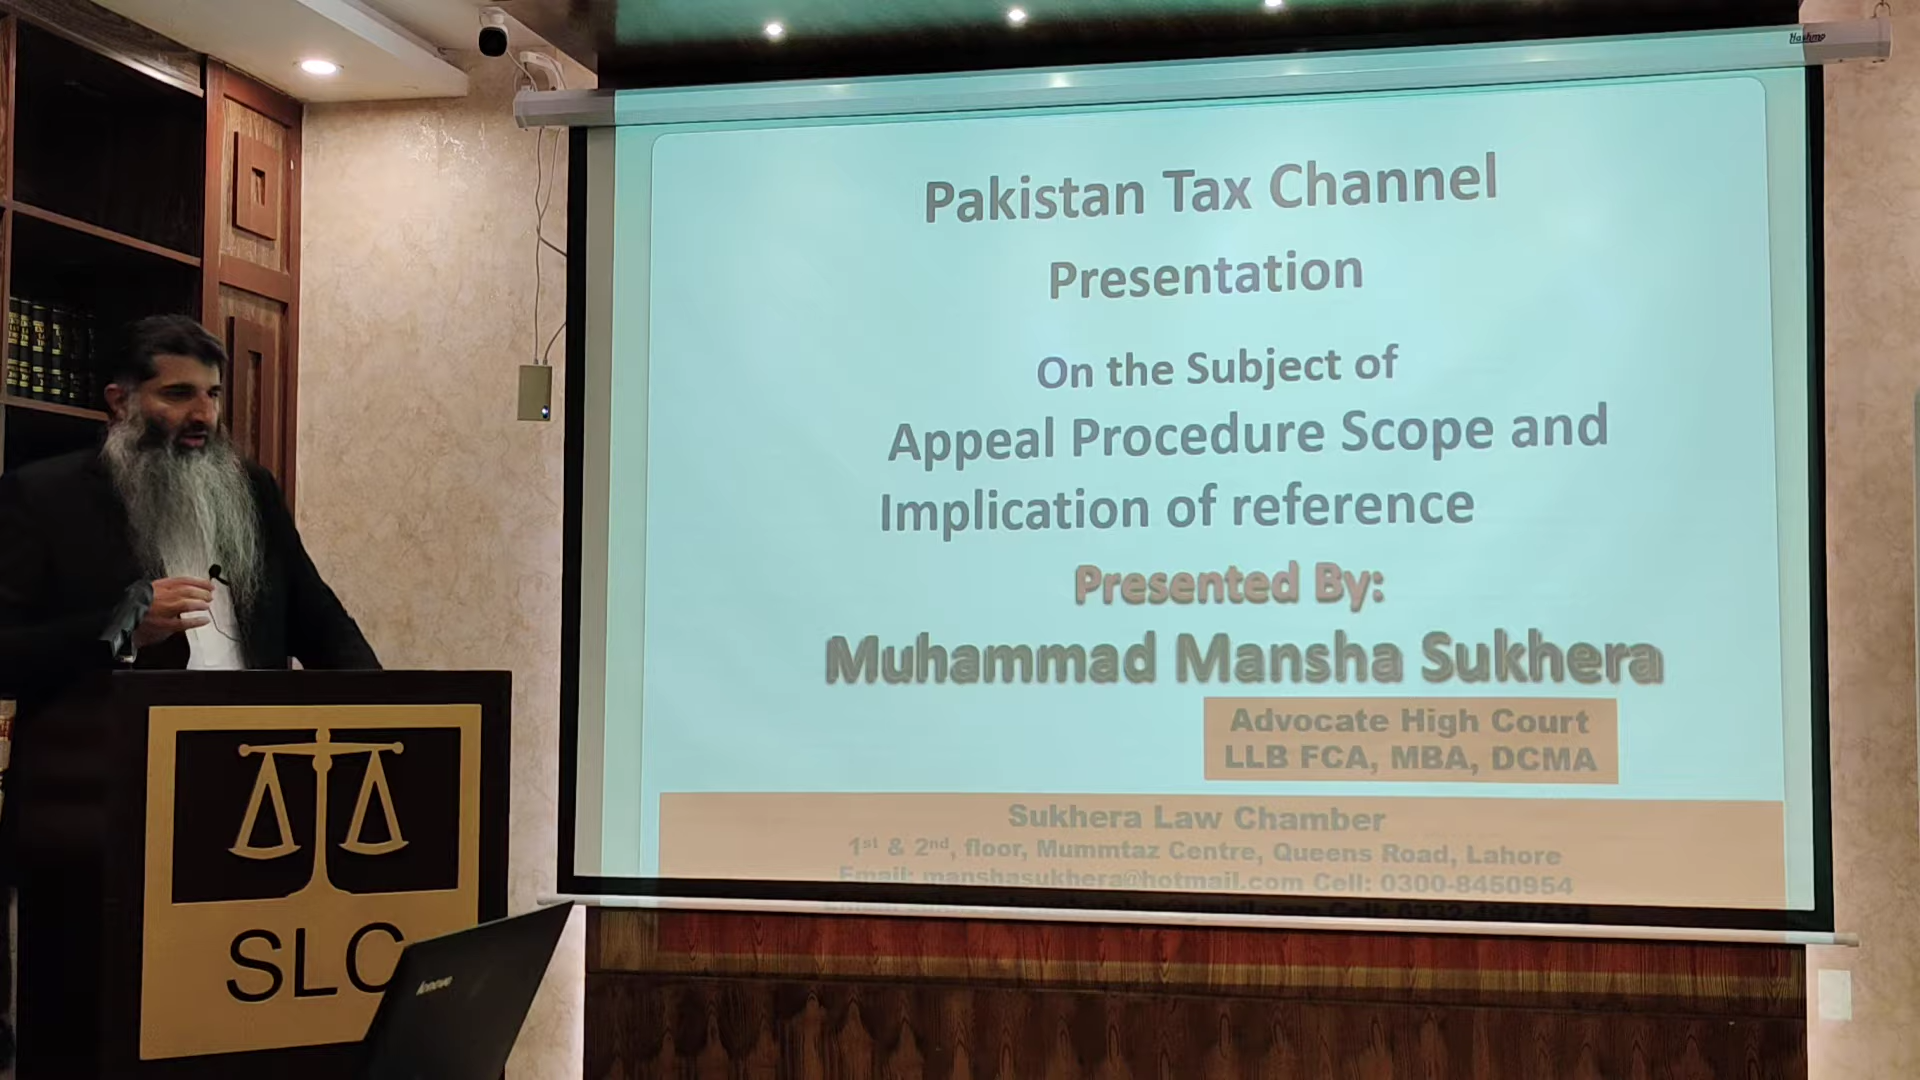 Hashmo
Pakistan Tax Channel
Presentation
On the Subject of
Appeal Procedure Scope and
Implication of reference
Presented By:
Muhammad Mansha Sukhera
Advocate High Court
LLB FCA, MBA, DCMA
Sukhera Law Chamber
1st & 2nd, floor, Mummtaz Centre, Queens Road, Lahore
Email: manshasukhera@hotmail.com Cell: 0300-8450954
SLC
lenovo